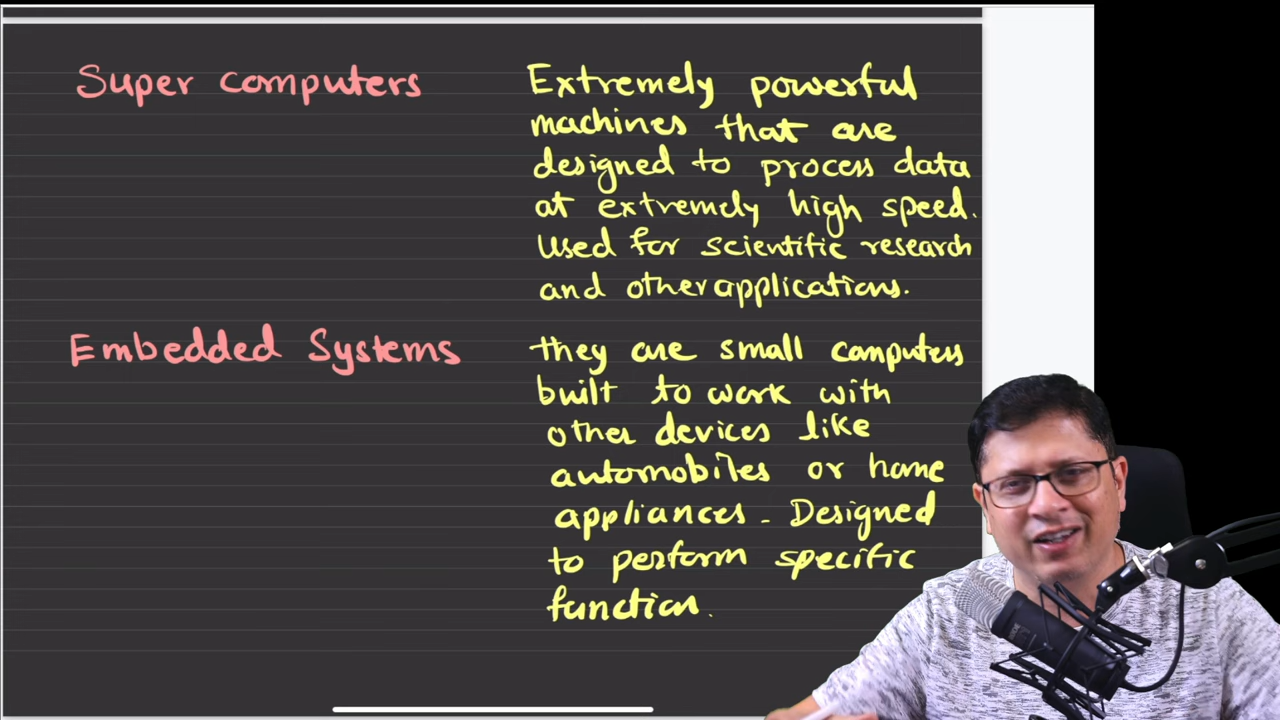 Super computers
Extremely powerful
machines that are
designed to process data
at extremely high speed.
Used for scientific research
and other applications.
Embedded Systems
they are small computers
built to work with
other devices like
automobiles or home
appliances. Designed
to perform specific
function.